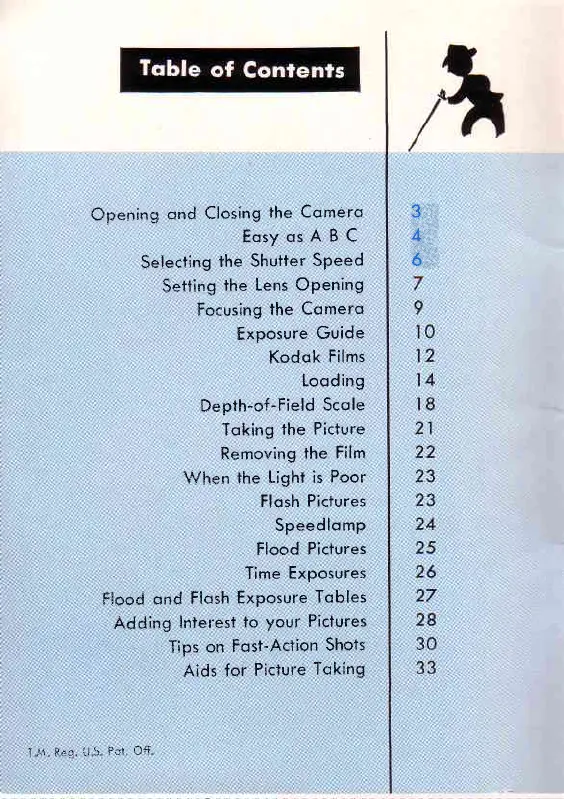 Table of Contents
Opening and Closing the Camera 3
Easy as A B C 4
Selecting the Shutter Speed 6
Setting the Lens Opening 7
Focusing the Camera 9
Exposure Guide 10
Kodak Films 12
Loading 14
Depth-of-Field Scale 18
Taking the Picture 21
Removing the Film 22
When the Light is Poor 23
Flash Pictures 23
Speedlamp 24
Flood Pictures 25
Time Exposures 26
Flood and Flash Exposure Tables 27
Adding Interest to your Pictures 28
Tips on Fast-Action Shots 30
Aids for Picture Taking 33
T.M. Reg. U.S. Pat. Off.